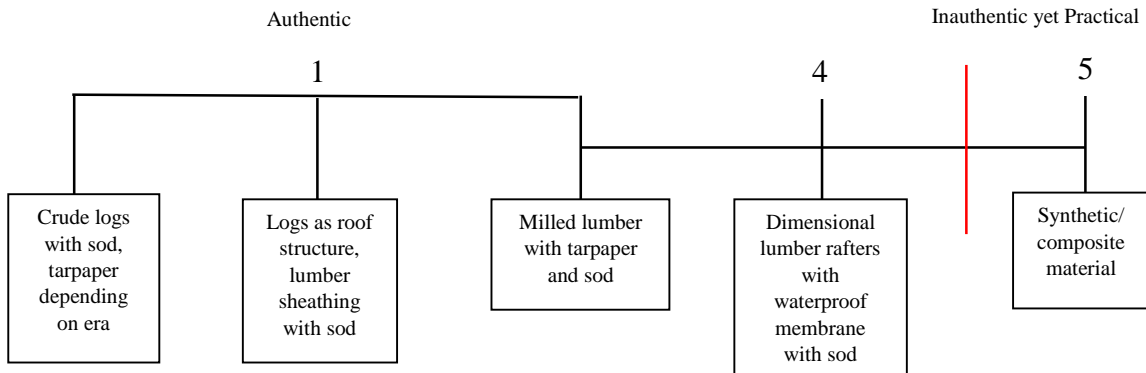 Authentic
Inauthentic yet Practical
1
4
5
Crude logs
with sod,
tarpaper
depending
on era
Logs as roof
structure,
lumber
sheathing
with sod
Milled lumber
with tarpaper
and sod
Dimensional
lumber rafters
with
waterproof
membrane
with sod
Synthetic/
composite
material